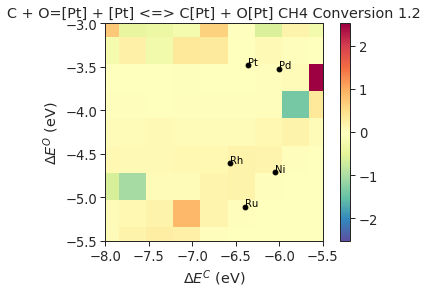 C + O=[Pt] + [Pt] <=> C[Pt] + O[Pt] CH4 Conversion 1.2
−3.0
−3.5
−4.0
−4.5
−5.0
−5.5
ΔE^O (eV)
Pt
Pd
Rh
Ni
Ru
−8.0 −7.5 −7.0 −6.5 −6.0 −5.5
ΔE^C (eV)
2
1
0
−1
−2